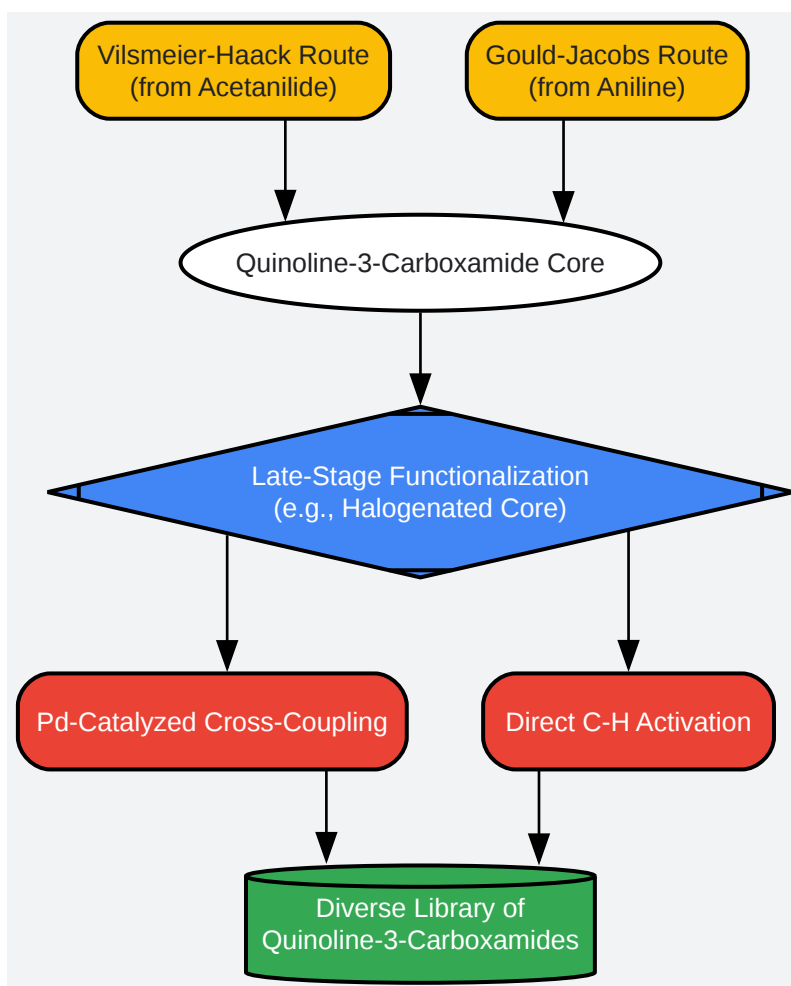 Vilsmeier-Haack Route
(from Acetanilide)
Gould-Jacobs Route
(from Aniline)
Quinoline-3-Carboxamide Core
Late-Stage Functionalization
(e.g., Halogenated Core)
Pd-Catalyzed Cross-Coupling
Direct C-H Activation
Diverse Library of
Quinoline-3-Carboxamides